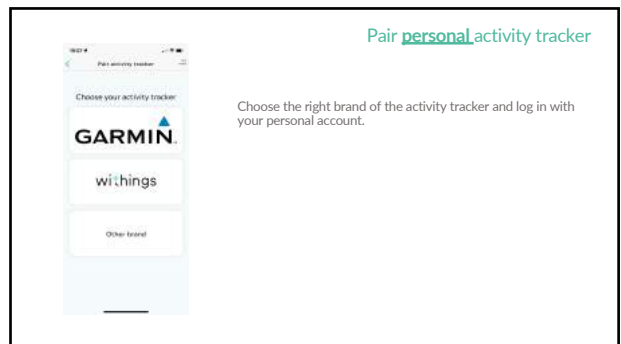 Pair personal activity tracker
Pair activity tracker
Choose your activity tracker
GARMIN
withings
Other brand
Choose the right brand of the activity tracker and log in with
your personal account.